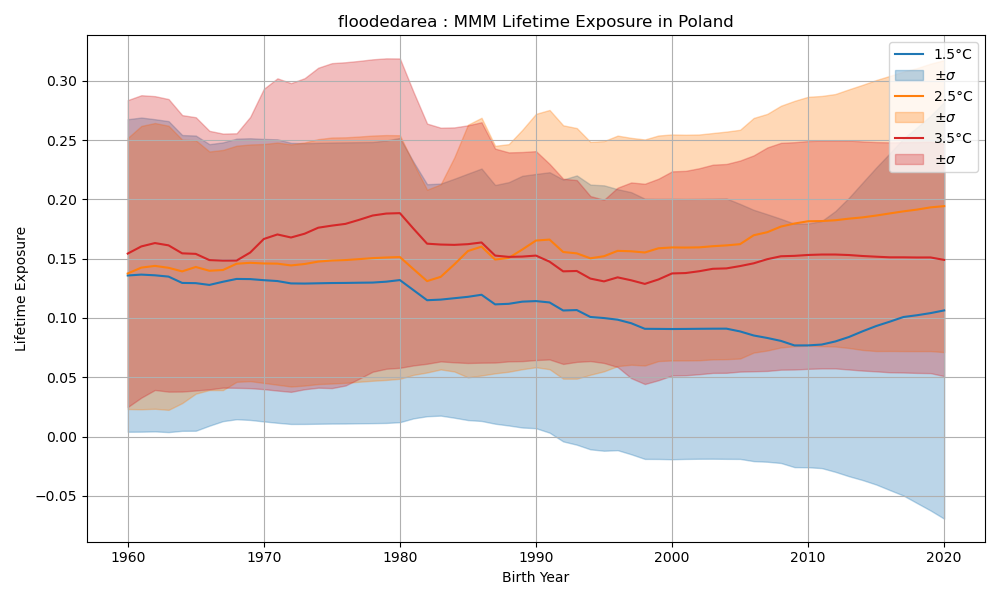 floodedarea : MMM Lifetime Exposure in Poland
1.5°C
±σ
2.5°C
±σ
3.5°C
±σ
Lifetime Exposure
0.30
0.25
0.20
0.15
0.10
0.05
0.00
−0.05
1960 1970 1980 1990 2000 2010 2020
Birth Year